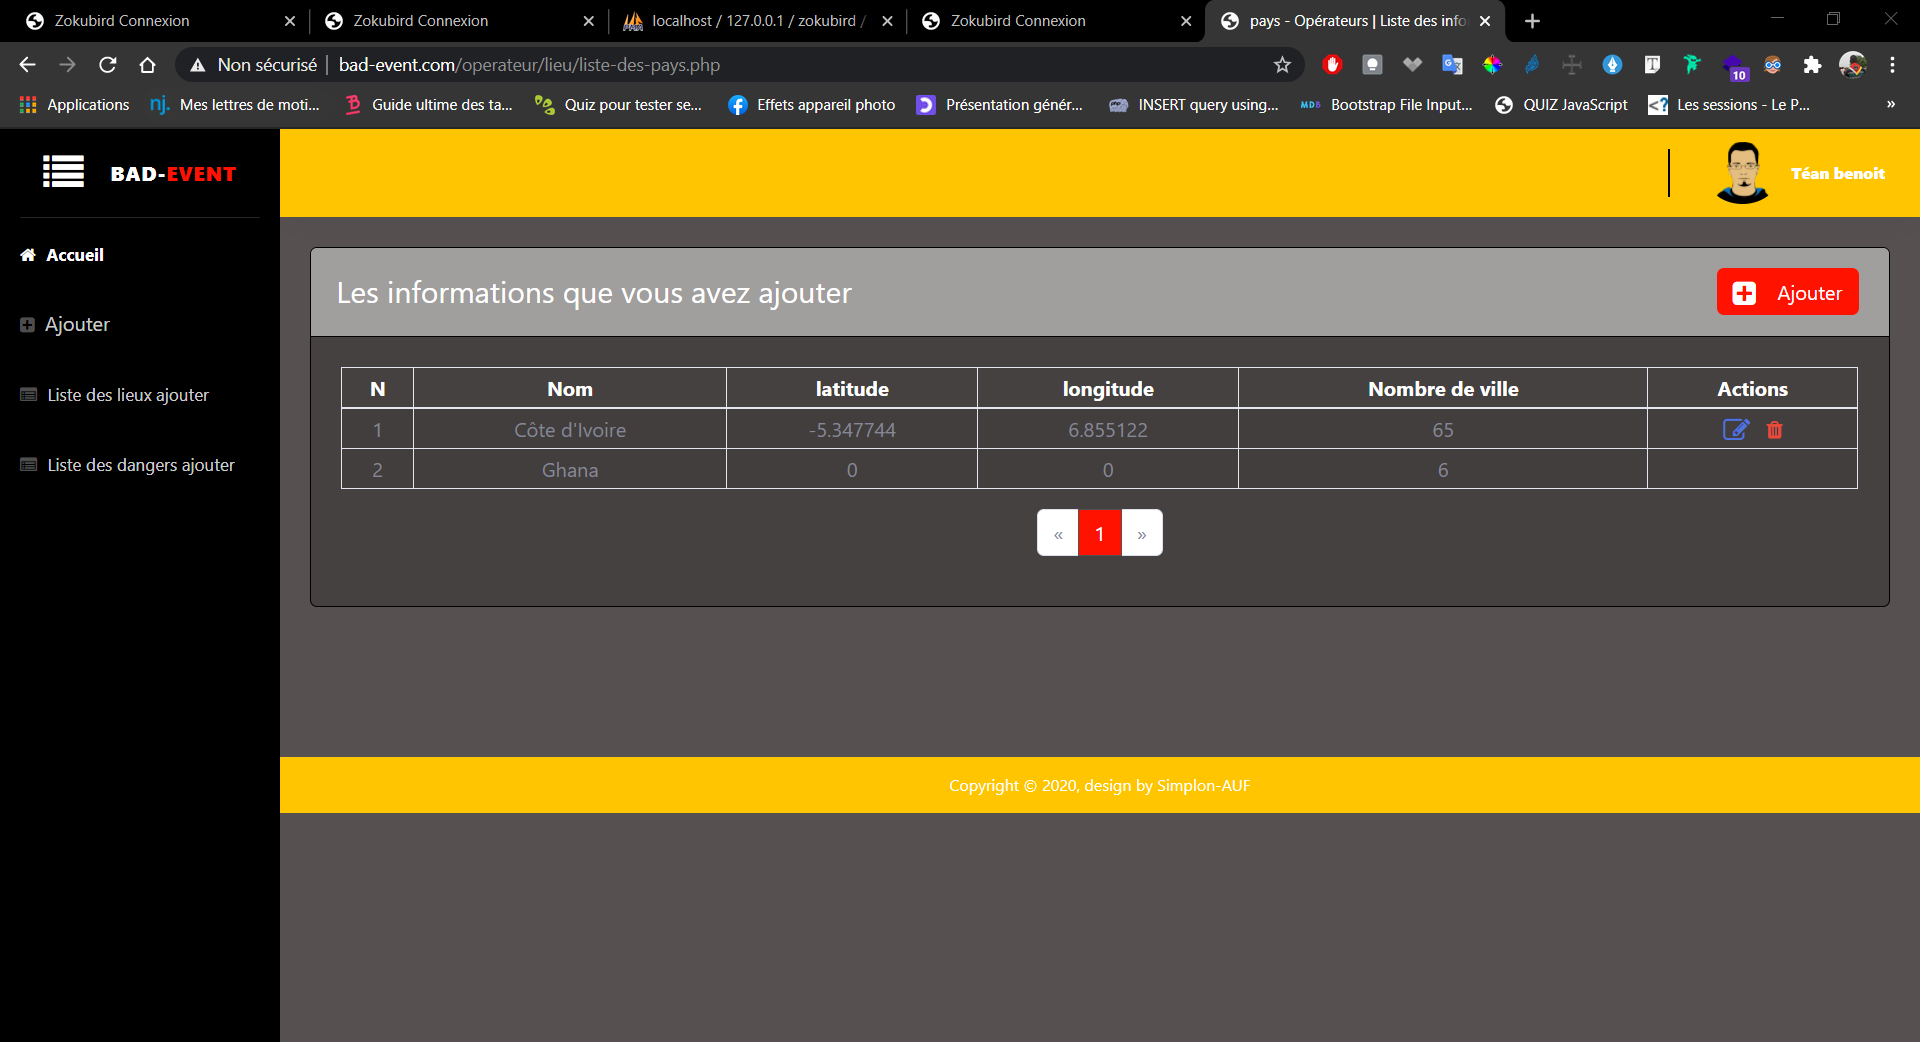 Zokubird Connexion
Zokubird Connexion
localhost / 127.0.0.1 / zokubird /
Zokubird Connexion
pays - Opérateurs | Liste des info
Non sécurisé | bad-event.com/operateur/lieu/liste-des-pays.php
10
Applications
Mes lettres de moti...
Guide ultime des ta...
Quiz pour tester se...
Effets appareil photo
Présentation génér...
INSERT query using...
MDB Bootstrap File Input...
QUIZ JavaScript
Les sessions - Le P...
»
BAD-EVENT
Téan benoit
Accueil
Ajouter
Liste des lieux ajouter
Liste des dangers ajouter
Les informations que vous avez ajouter
Ajouter
N Nom latitude longitude Nombre de ville Actions
1 Côte d'Ivoire -5.347744 6.855122 65
2 Ghana 0 0 6
« 1 »
Copyright © 2020, design by Simplon-AUF